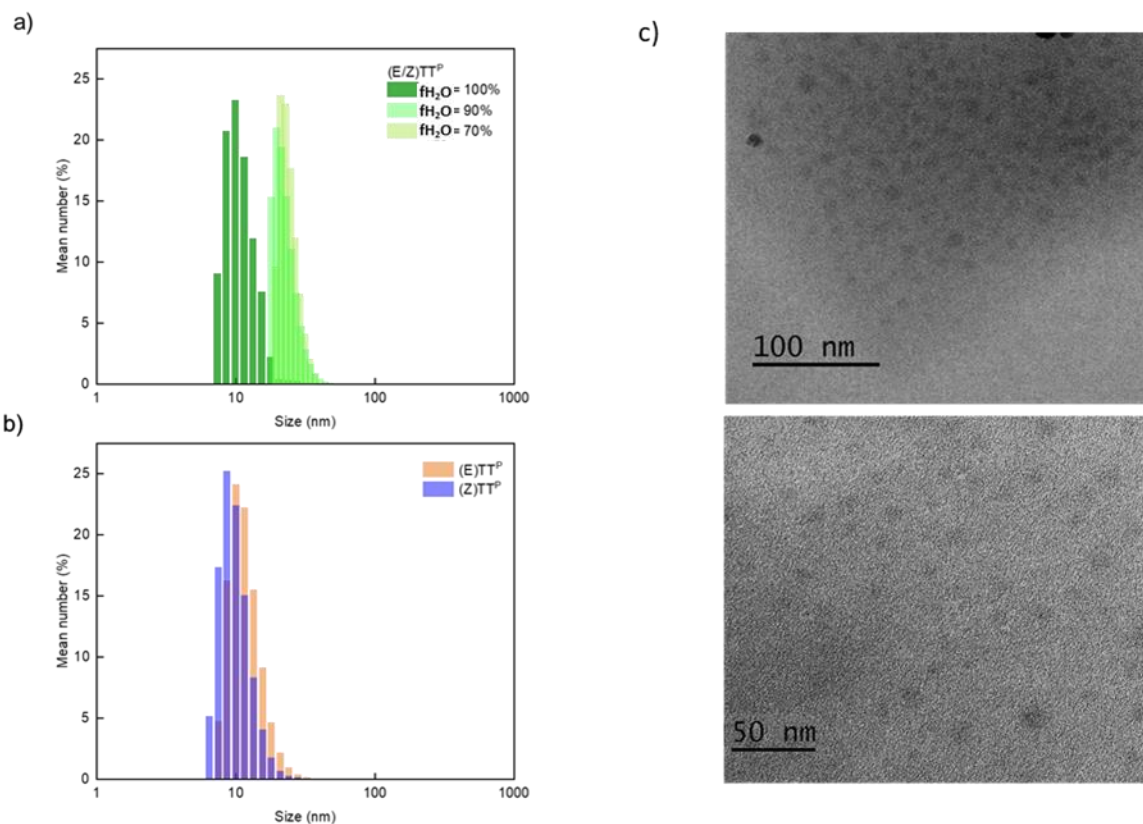 a)
25
20
15
10
5
0
Mean number (%)
(E/Z)TTᴾ
fH₂O = 100%
fH₂O = 90%
fH₂O = 70%
1
10
100
1000
Size (nm)
b)
25
20
15
10
5
0
Mean number (%)
(E)TTᴾ
(Z)TTᴾ
1
10
100
1000
Size (nm)
c)
100 nm
50 nm